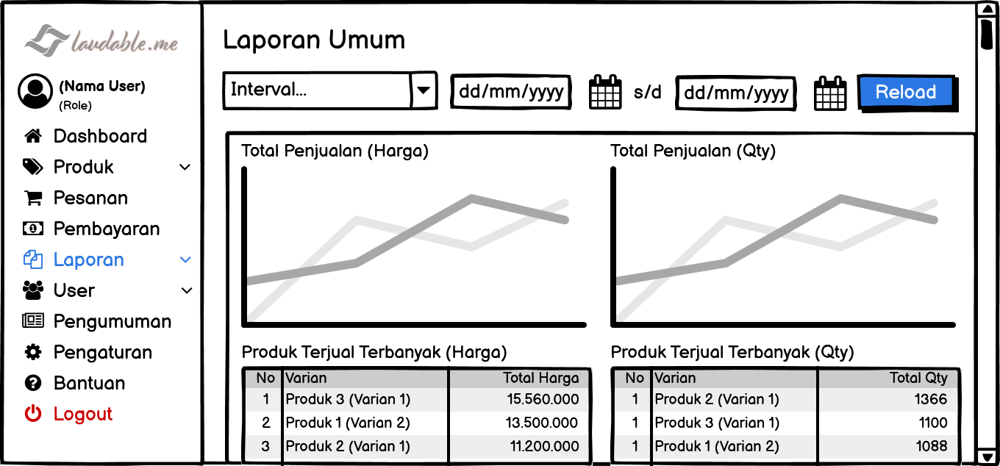 laudable.me
(Nama User)
(Role)
Dashboard
Produk
Pesanan
Pembayaran
Laporan
User
Pengumuman
Pengaturan
Bantuan
Logout
Laporan Umum
Interval...
dd/mm/yyyy
s/d
dd/mm/yyyy
Reload
Total Penjualan (Harga)
Total Penjualan (Qty)
Produk Terjual Terbanyak (Harga)
No Varian Total Harga
1 Produk 3 (Varian 1) 15.560.000
2 Produk 1 (Varian 2) 13.500.000
3 Produk 2 (Varian 1) 11.200.000
Produk Terjual Terbanyak (Qty)
No Varian Total Qty
1 Produk 2 (Varian 1) 1366
1 Produk 3 (Varian 1) 1100
1 Produk 1 (Varian 2) 1088